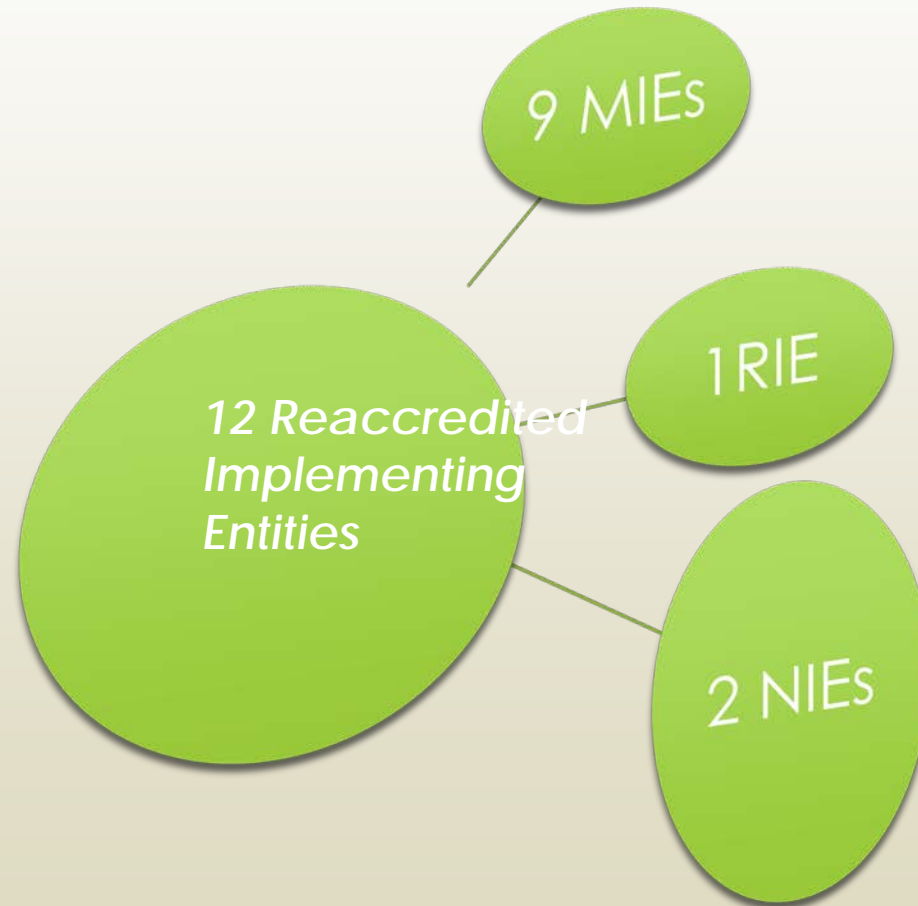 9 MIEs
1RIE
12 Reaccredited
Implementing
Entities
2 NIEs